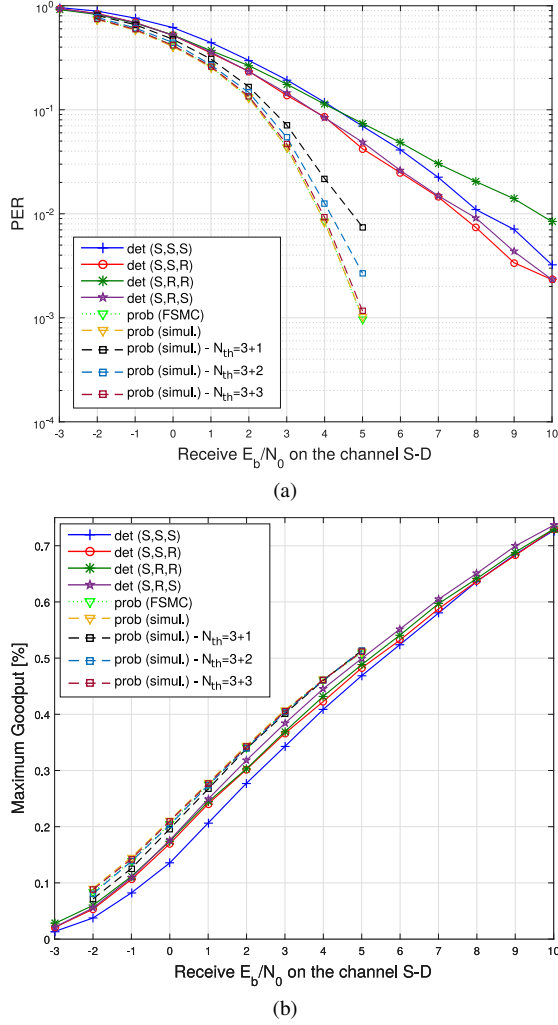 10^0
10^-1
10^-2
10^-3
10^-4
PER
det (S,S,S)
det (S,S,R)
det (S,R,R)
det (S,R,S)
prob (FSMC)
prob (simul.)
prob (simul.) - N_th=3+1
prob (simul.) - N_th=3+2
prob (simul.) - N_th=3+3
-3 -2 -1 0 1 2 3 4 5 6 7 8 9 10
Receive E_b/N_0 on the channel S-D
(a)
0.7
0.6
0.5
0.4
0.3
0.2
0.1
0
Maximum Goodput [%]
det (S,S,S)
det (S,S,R)
det (S,R,R)
det (S,R,S)
prob (FSMC)
prob (simul.)
prob (simul.) - N_th=3+1
prob (simul.) - N_th=3+2
prob (simul.) - N_th=3+3
-3 -2 -1 0 1 2 3 4 5 6 7 8 9 10
Receive E_b/N_0 on the channel S-D
(b)